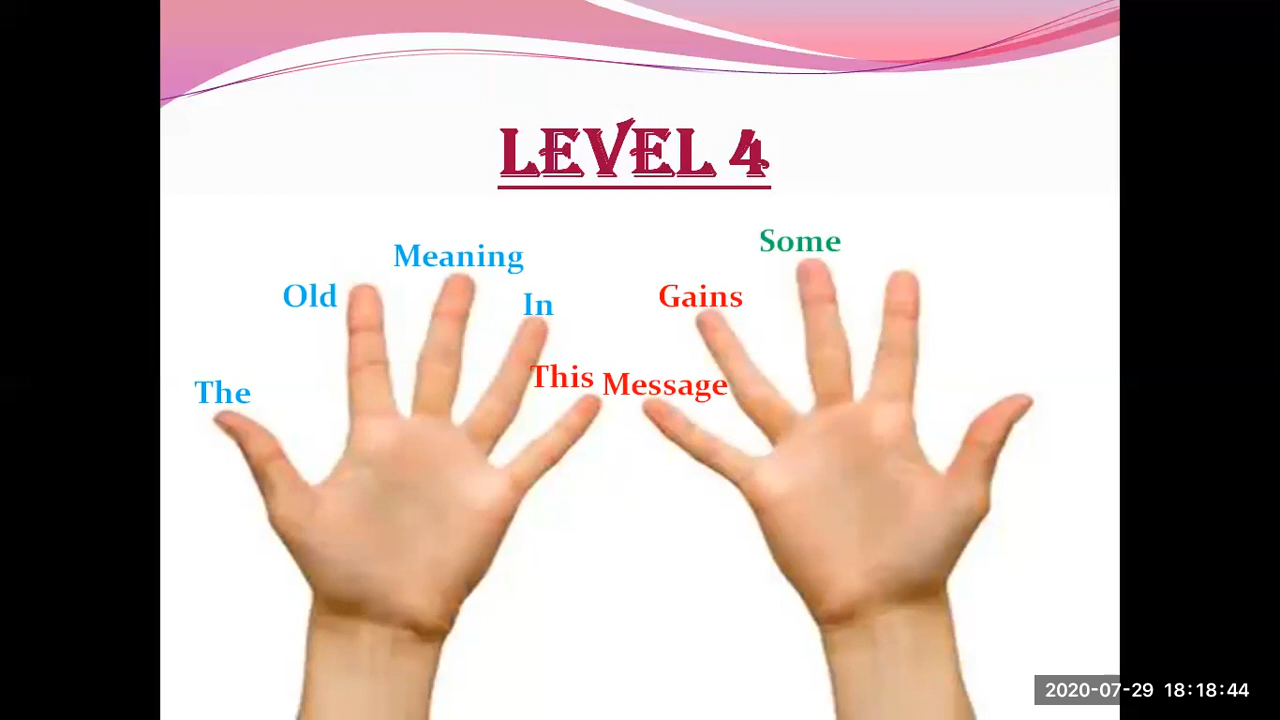 LEVEL 4
The
Old
Meaning
In
This
Message
Gains
Some
2020-07-29 18:18:44